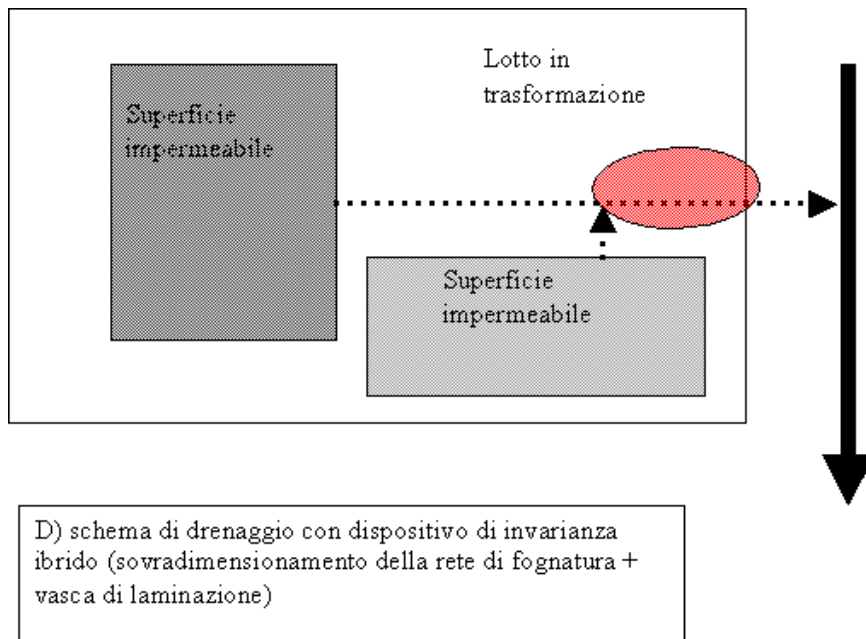 Lotto in
trasformazione
Superficie
impermeabile
Superficie
impermeabile
D) schema di drenaggio con dispositivo di invarianza
ibrido (sovradimensionamento della rete di fognatura +
vasca di laminazione)